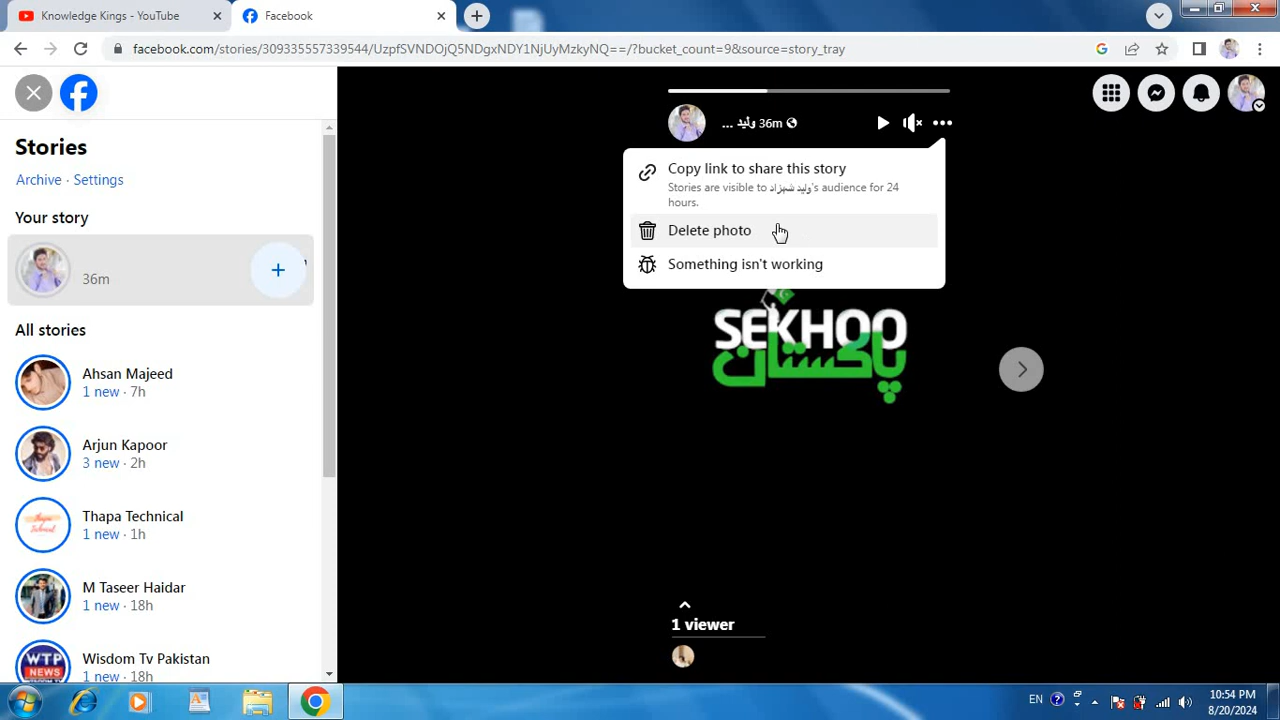 Knowledge Kings - YouTube
Facebook
facebook.com/stories/309335557339544/UzpfSVNDOjQ5NDgxNDY1NjUyMzkyNQ==/?bucket_count=9&source=story_tray
Stories
Archive · Settings
Your story
36m
All stories
Ahsan Majeed
1 new · 7h
Arjun Kapoor
3 new · 2h
Thapa Technical
1 new · 1h
M Taseer Haidar
1 new · 18h
Wisdom Tv Pakistan
1 new · 18h
WTP
NEWS
... ولید 36m
Copy link to share this story
Stories are visible to ولید شہزاد's audience for 24
hours.
Delete photo
Something isn't working
SEKHOO
پاکستان
1 viewer
EN
10:54 PM
8/20/2024